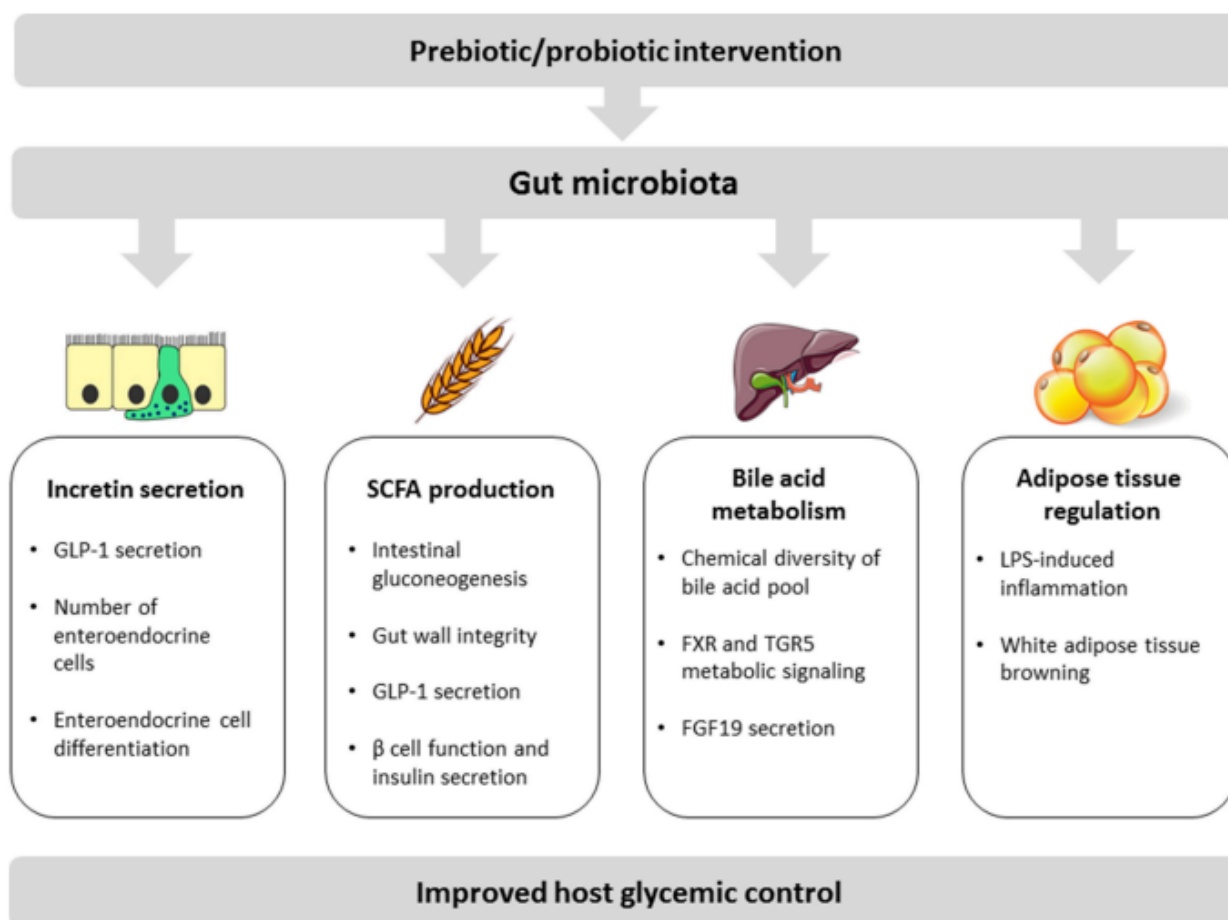 Prebiotic/probiotic intervention
Gut microbiota
Incretin secretion
• GLP-1 secretion
• Number of
enteroendocrine
cells
• Enteroendocrine cell
differentiation
SCFA production
• Intestinal
gluconeogenesis
• Gut wall integrity
• GLP-1 secretion
• β cell function and
insulin secretion
Bile acid
metabolism
• Chemical diversity of
bile acid pool
• FXR and TGR5
metabolic signaling
• FGF19 secretion
Adipose tissue
regulation
• LPS-induced
inflammation
• White adipose tissue
browning
Improved host glycemic control